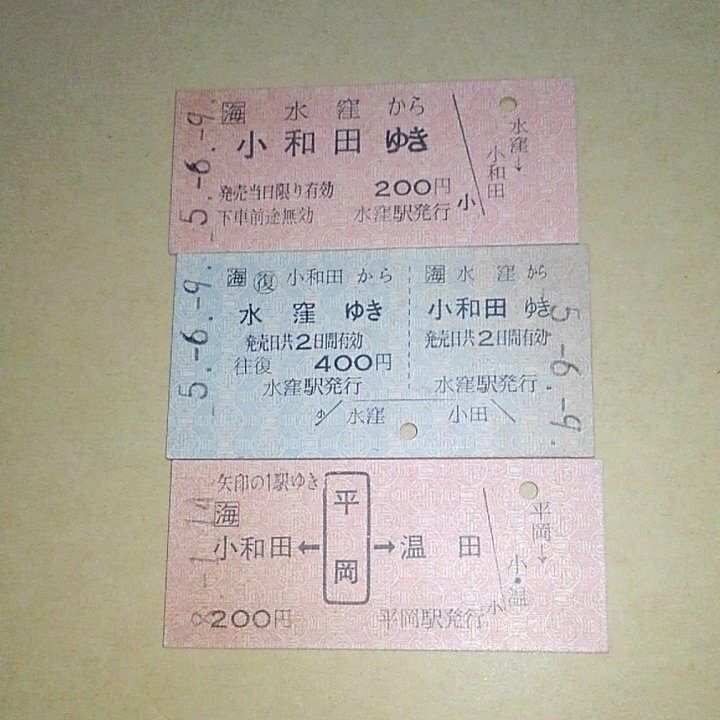 5.-6.-9.
海 水窪から
小和田ゆき
発売当日限り有効 200円
下車前途無効 水窪駅発行
小
水窪→
小和田
5.-6.-9.
海 復 小和田から
水窪ゆき
発売日共2日間有効
往復 400円
水窪駅発行
海 水窪から
小和田ゆき
発売日共2日間有効
水窪駅発行
水窪 小田
5.-6.-9.
矢印の1駅ゆき
海
小和田←平岡→温田
200円 平岡駅発行
小
平岡→
小・温